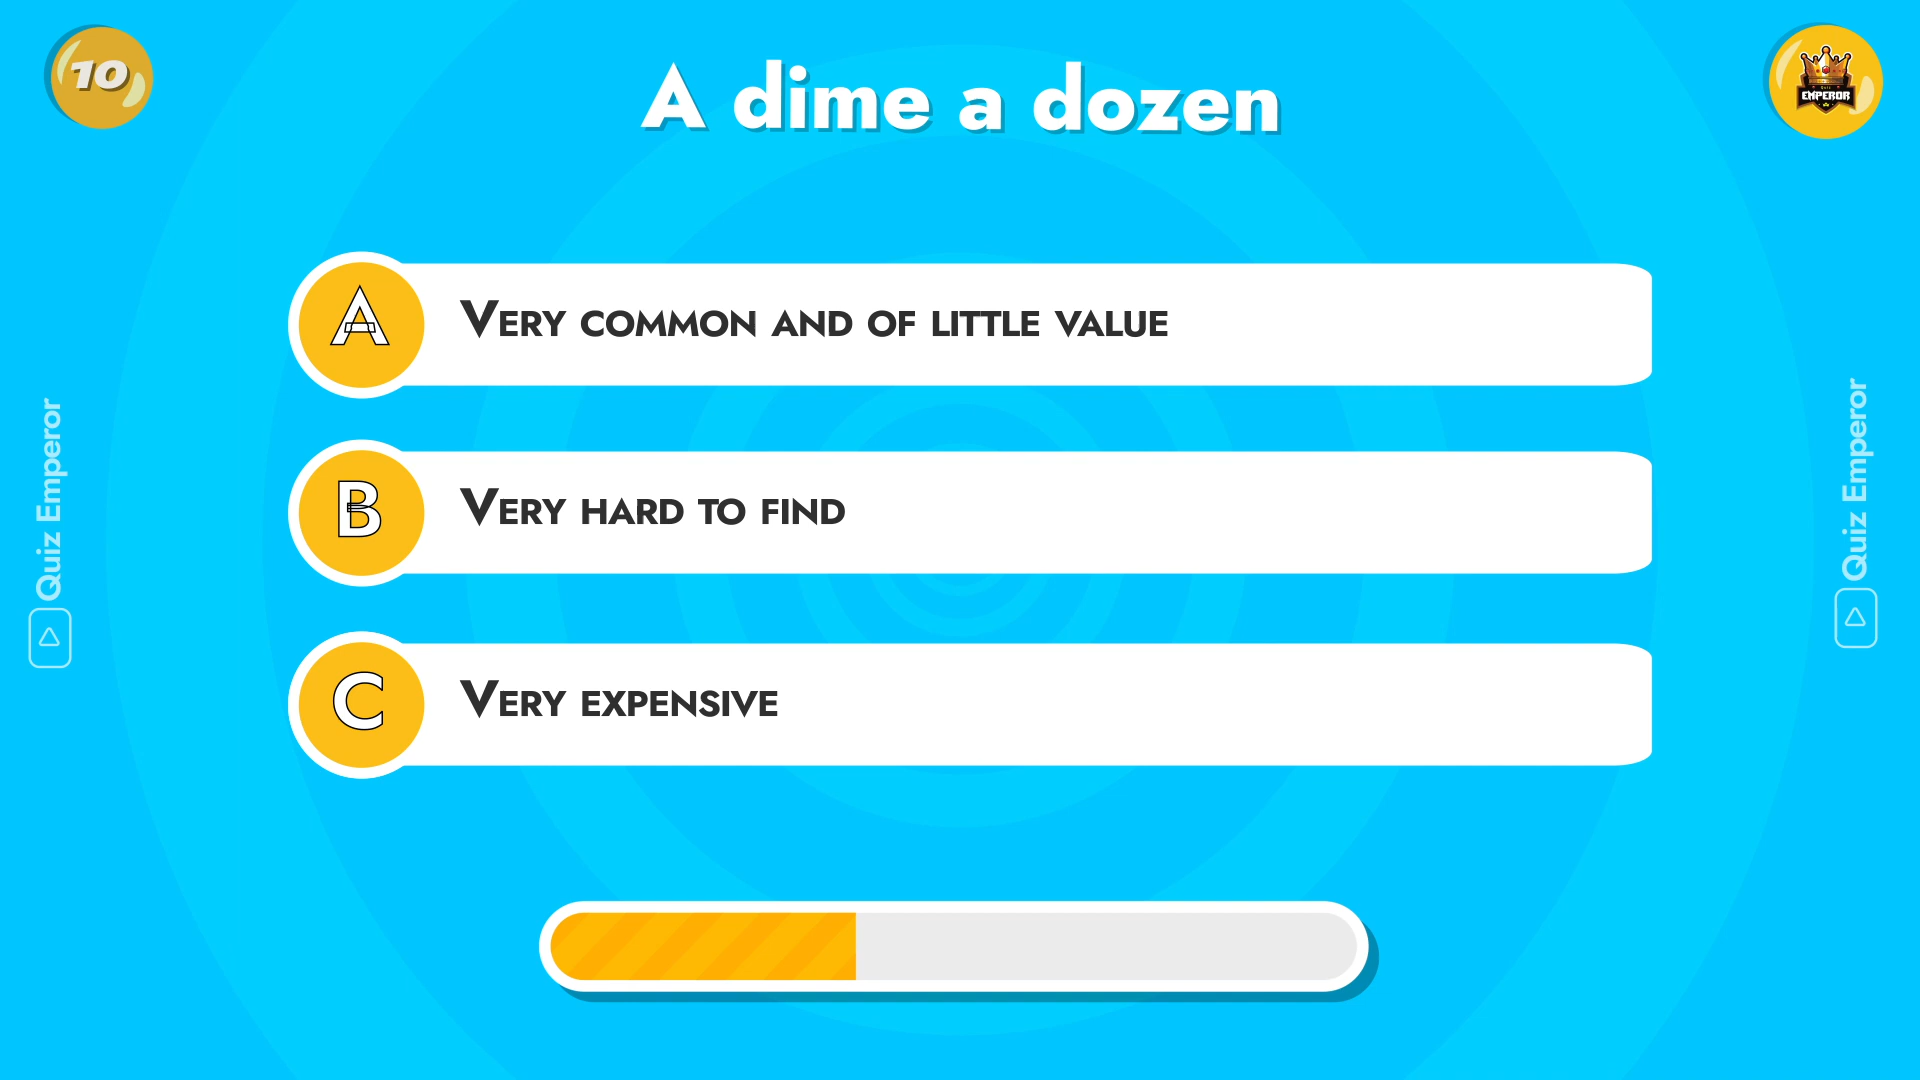 10
A dime a dozen
Quiz
EMPEROR
A
Very common and of little value
B
Very hard to find
C
Very expensive
Quiz Emperor
Quiz Emperor